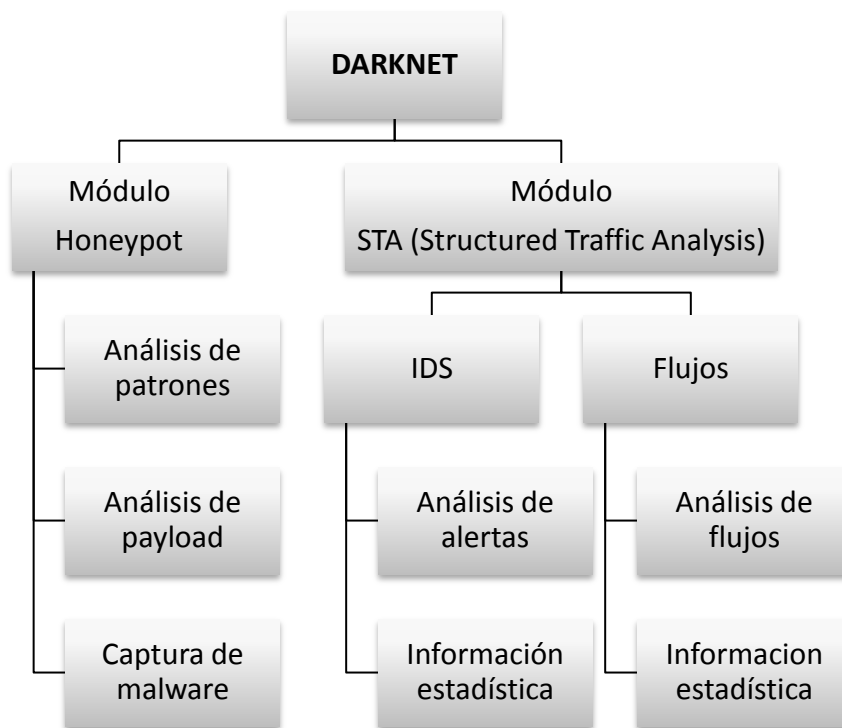 DARKNET
Módulo
Honeypot
Módulo
STA (Structured Traffic Analysis)
Análisis de
patrones
Análisis de
payload
Captura de
malware
IDS
Análisis de
alertas
Información
estadística
Flujos
Análisis de
flujos
Informacion
estadística